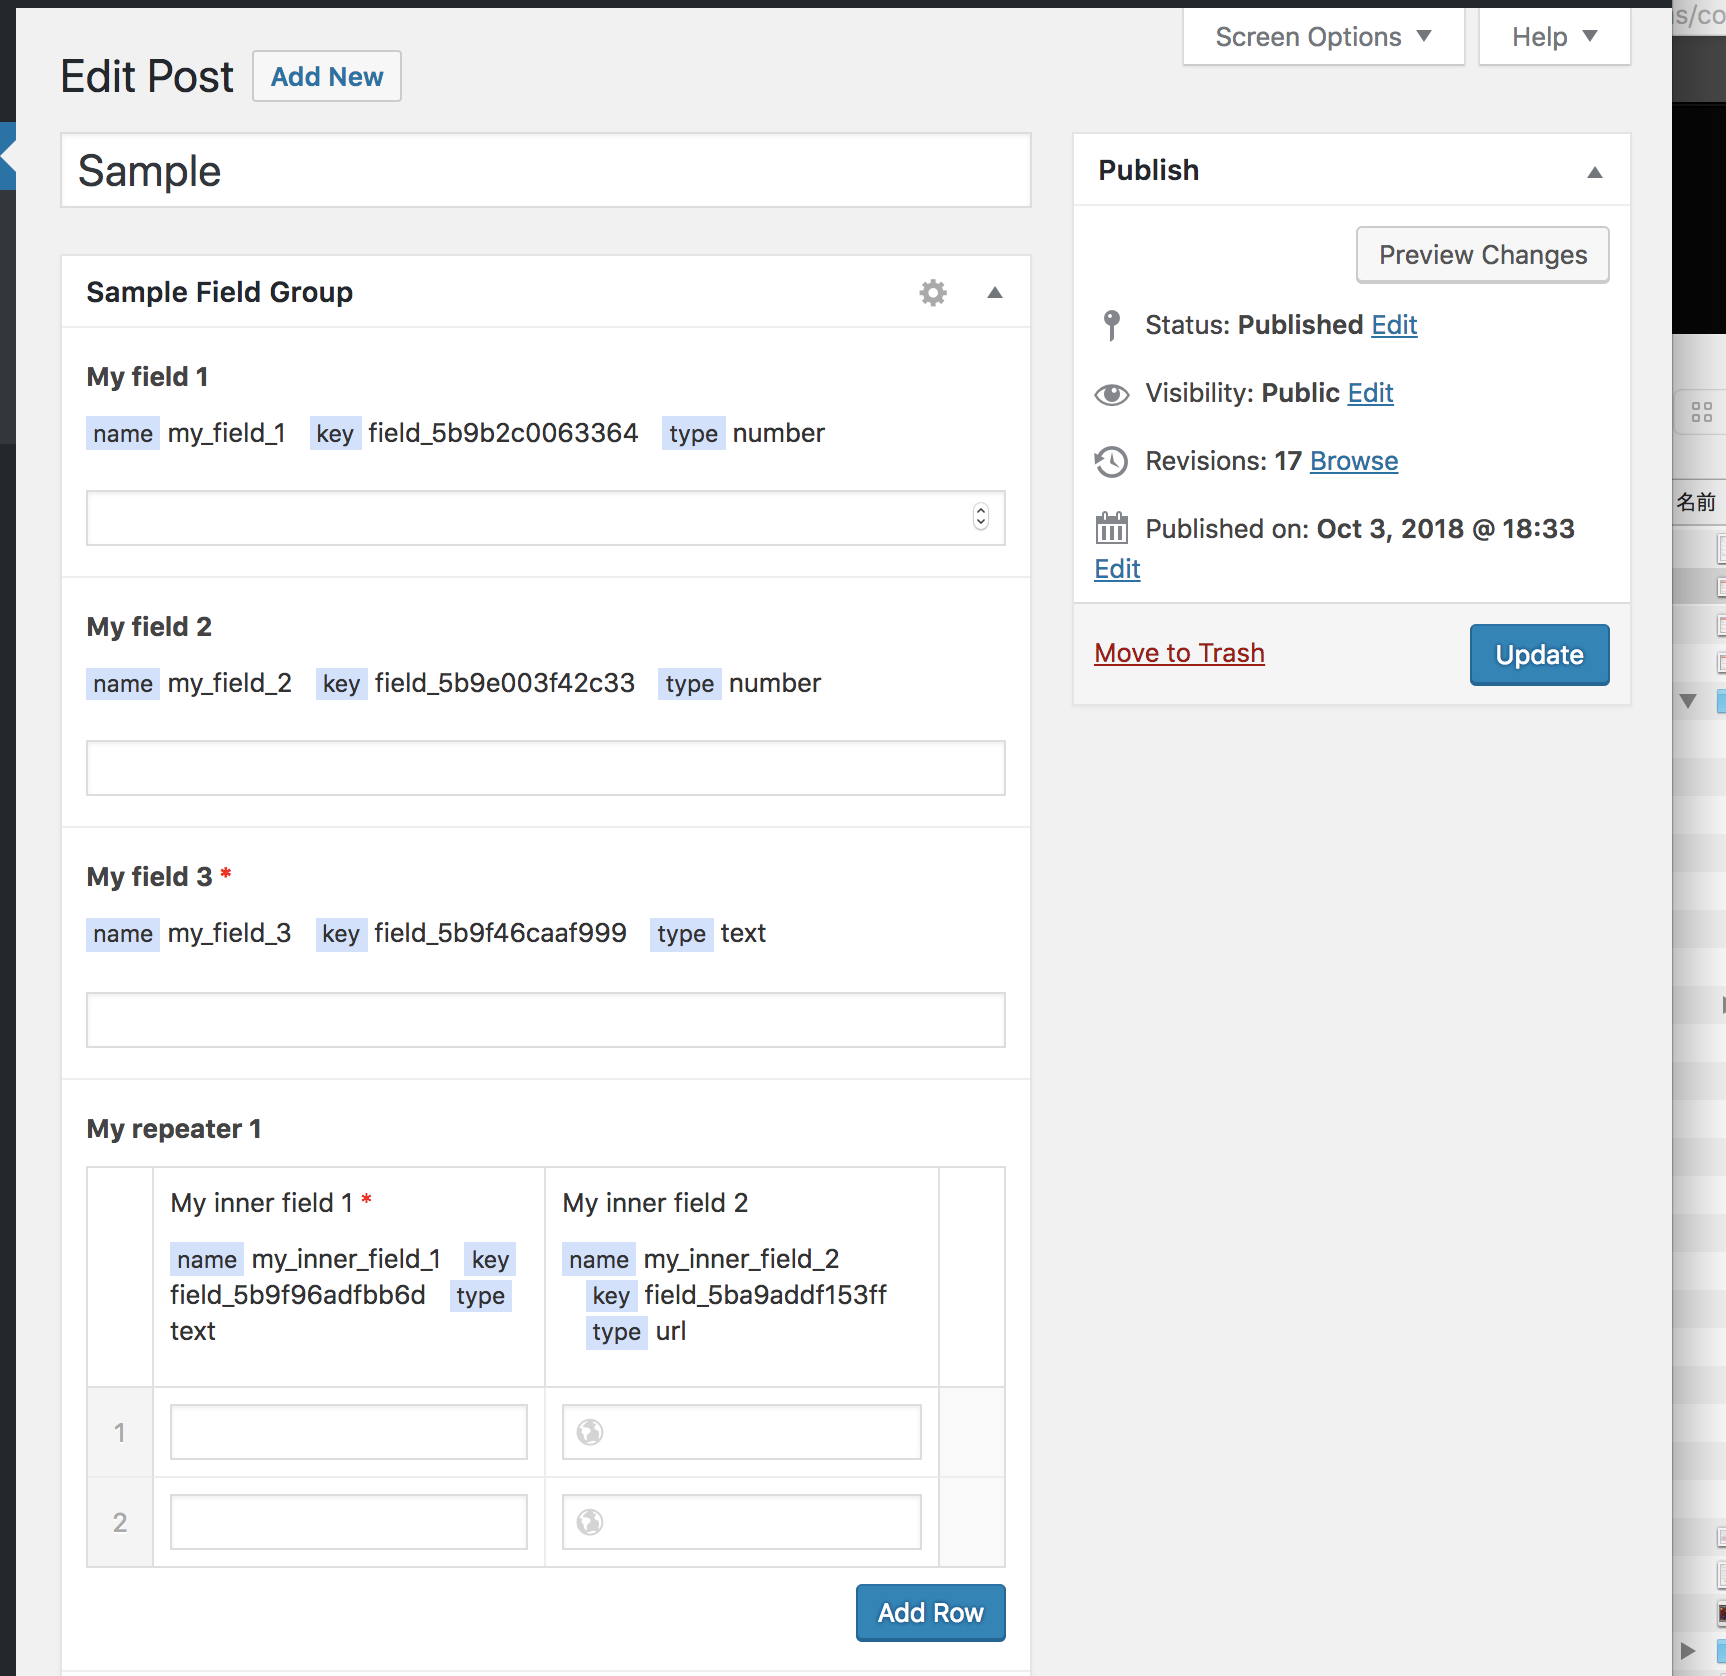 Screen Options
Help
Edit Post
Add New
Sample
Sample Field Group
My field 1
name my_field_1 key field_5b9b2c0063364 type number
My field 2
name my_field_2 key field_5b9e003f42c33 type number
My field 3 *
name my_field_3 key field_5b9f46caaf999 type text
My repeater 1
My inner field 1 *
name my_inner_field_1 key
field_5b9f96adfbb6d type
text
My inner field 2
name my_inner_field_2
key field_5ba9addf153ff
type url
1
2
Add Row
Publish
Preview Changes
Status: Published Edit
Visibility: Public Edit
Revisions: 17 Browse
Published on: Oct 3, 2018 @ 18:33
Edit
Move to Trash
Update
s/co
名前